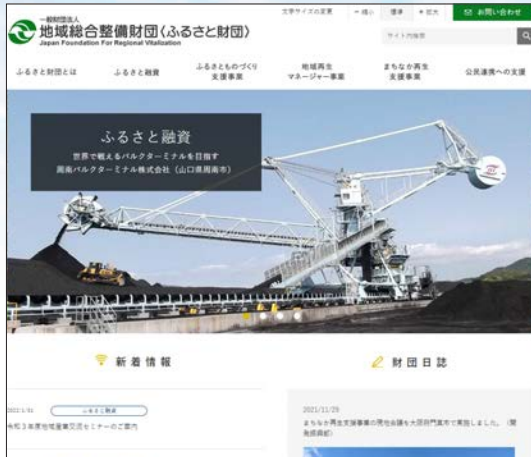 一般財団法人
地域総合整備財団〈ふるさと財団〉
Japan Foundation For Regional Vitalization
文字サイズの変更 － 縮小 標準 ＋ 拡大 お問い合わせ
サイト内検索
ふるさと財団とは ふるさと融資 ふるさとものづくり 地域再生 まちなか再生 公民連携への支援
支援事業 マネージャー事業 支援事業
ふるさと融資
世界で戦えるバルクターミナルを目指す
周南バルクターミナル株式会社（山口県周南市）
新着情報 財団日誌
ふるさと融資 2021/11/29
令和３年度地域産業交流セミナーのご案内 まちなか再生支援事業の現地会議を大阪府門真市で実施しました。（開
発振興部）